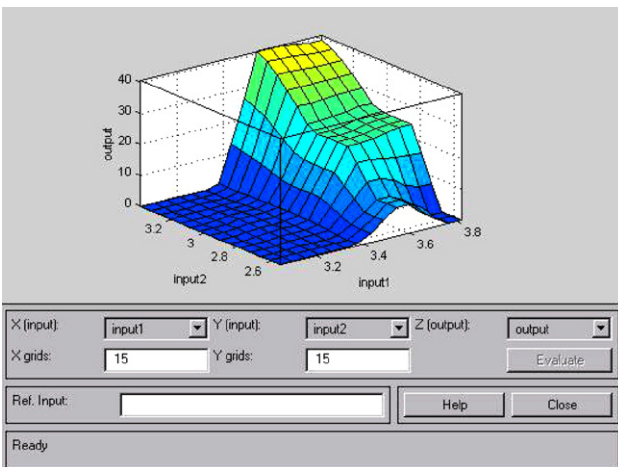 40
30
20
10
0
output
3.2
3
2.8
2.6
input2
3.2
3.4
3.6
3.8
input1
X (input): input1 Y (input): input2 Z (output): output
X grids: 15 Y grids: 15 Evaluate
Ref. Input: Help Close
Ready